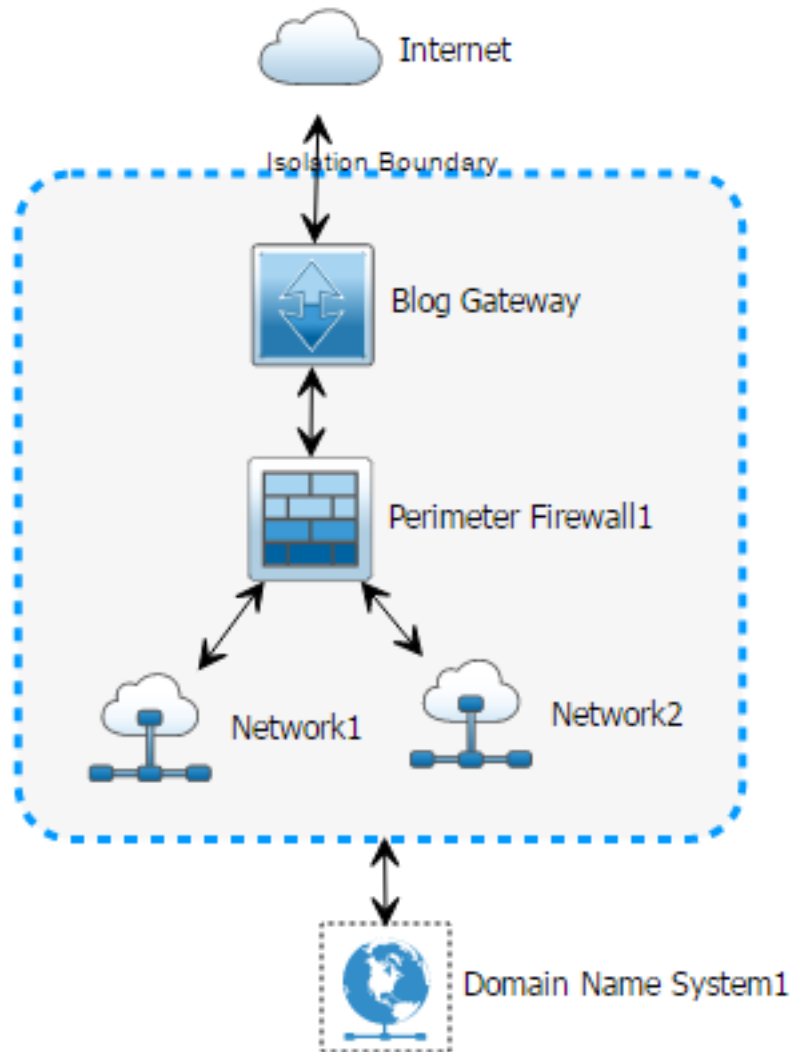 Internet
Isolation Boundary
Blog Gateway
Perimeter Firewall1
Network1
Network2
Domain Name System1